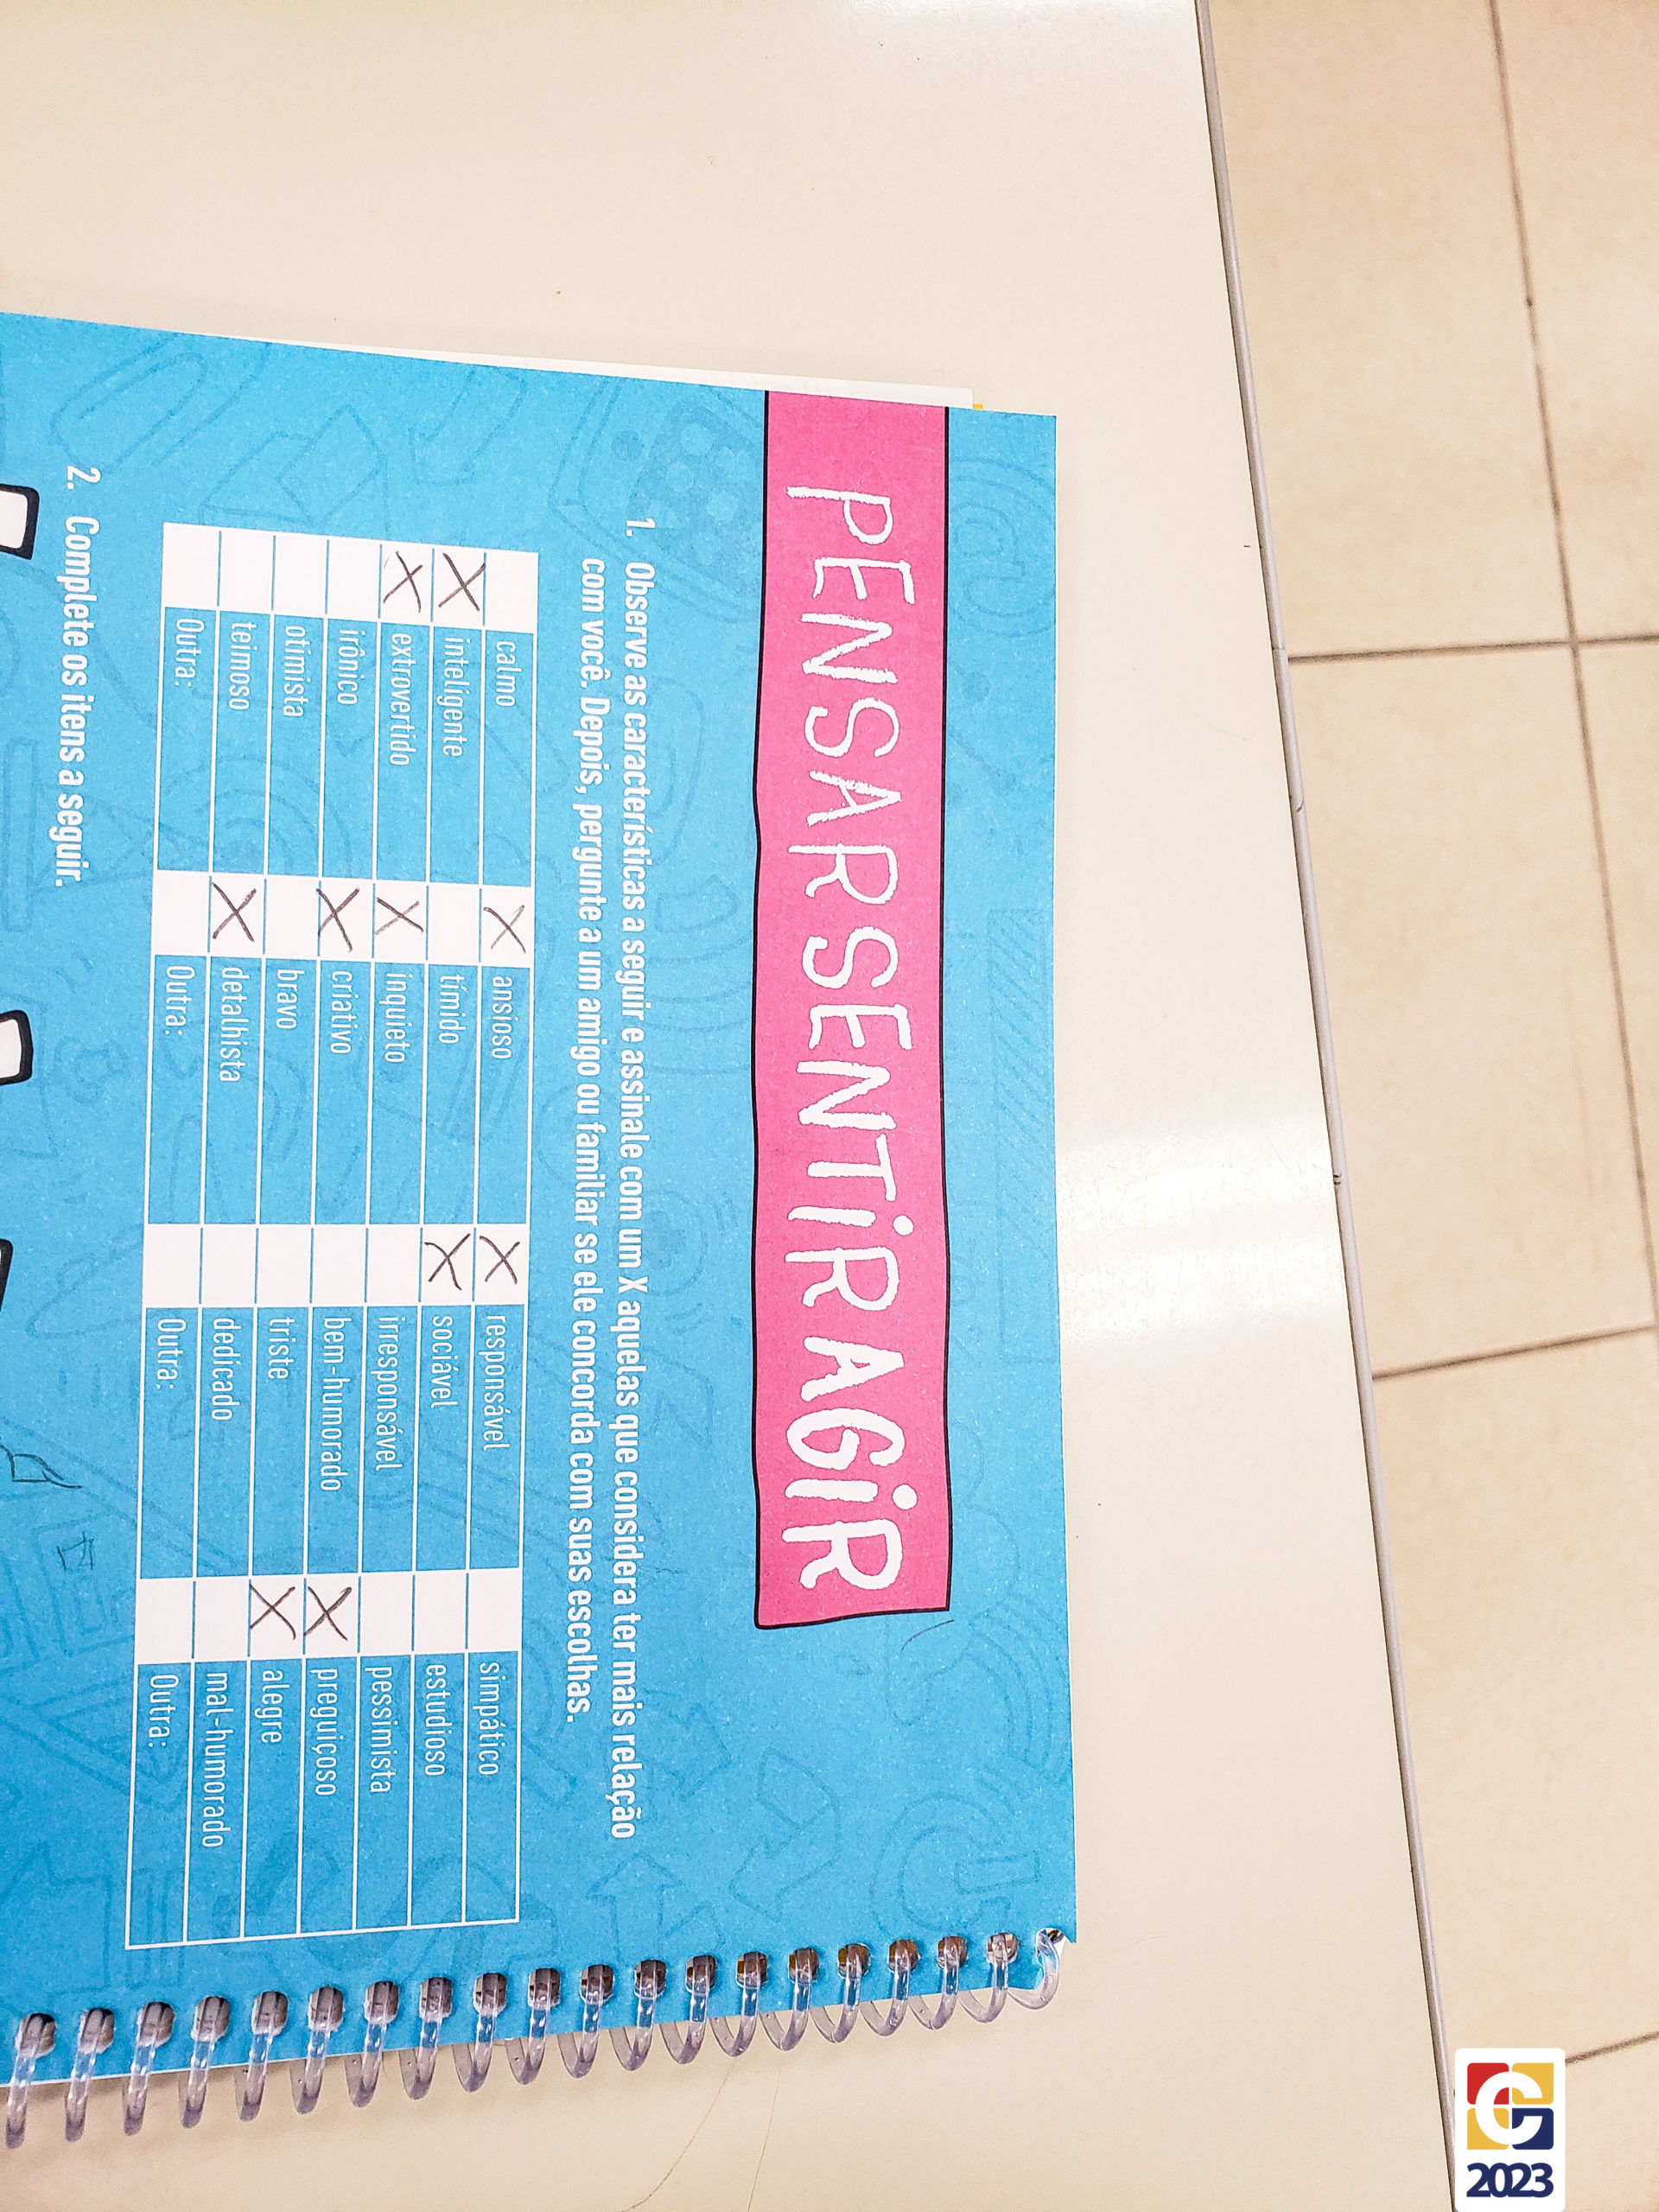 PENSAR SENTIR AGIR
1. Observe as características a seguir e assinale com um X aquelas que considera ter mais relação
com você. Depois, pergunte a um amigo ou familiar se ele concorda com suas escolhas.
calmo X ansioso X responsável simpático
X inteligente tímido X sociável estudioso
X extrovertido X inquieto irresponsável pessimista
irônico X criativo bem-humorado X preguiçoso
otimista bravo triste X alegre
teimoso X detalhista dedicado mal-humorado
Outra: Outra: Outra: Outra:
2. Complete os itens a seguir.
2023